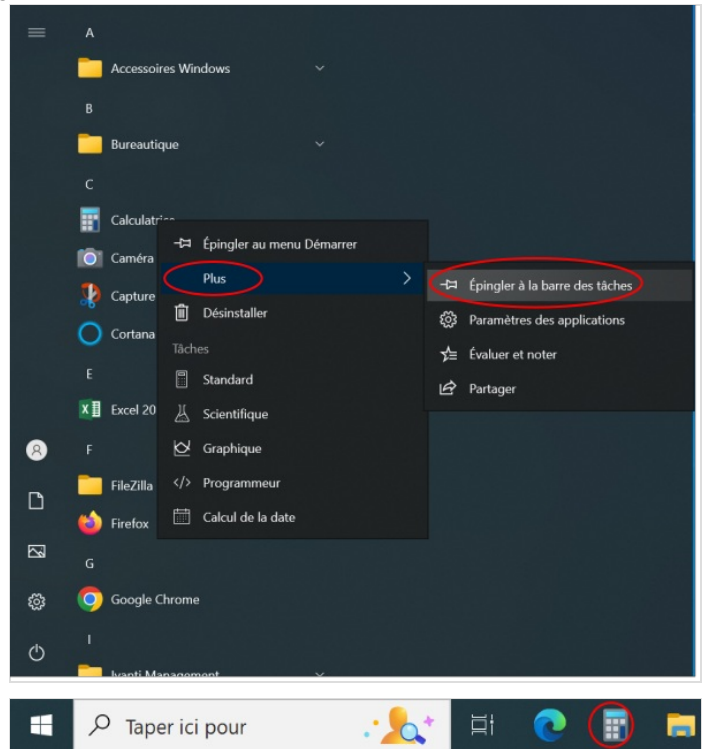 A
Accessoires Windows
B
Bureautique
C
Calculatrice
Épingler au menu Démarrer
Caméra
Plus
Épingler à la barre des tâches
Capture
Désinstaller
Paramètres des applications
Cortana
Tâches
Évaluer et noter
E
Standard
Partager
Excel 20
Scientifique
F
Graphique
FileZilla
Programmeur
Firefox
Calcul de la date
G
Google Chrome
I
Ivanti Management
Taper ici pour